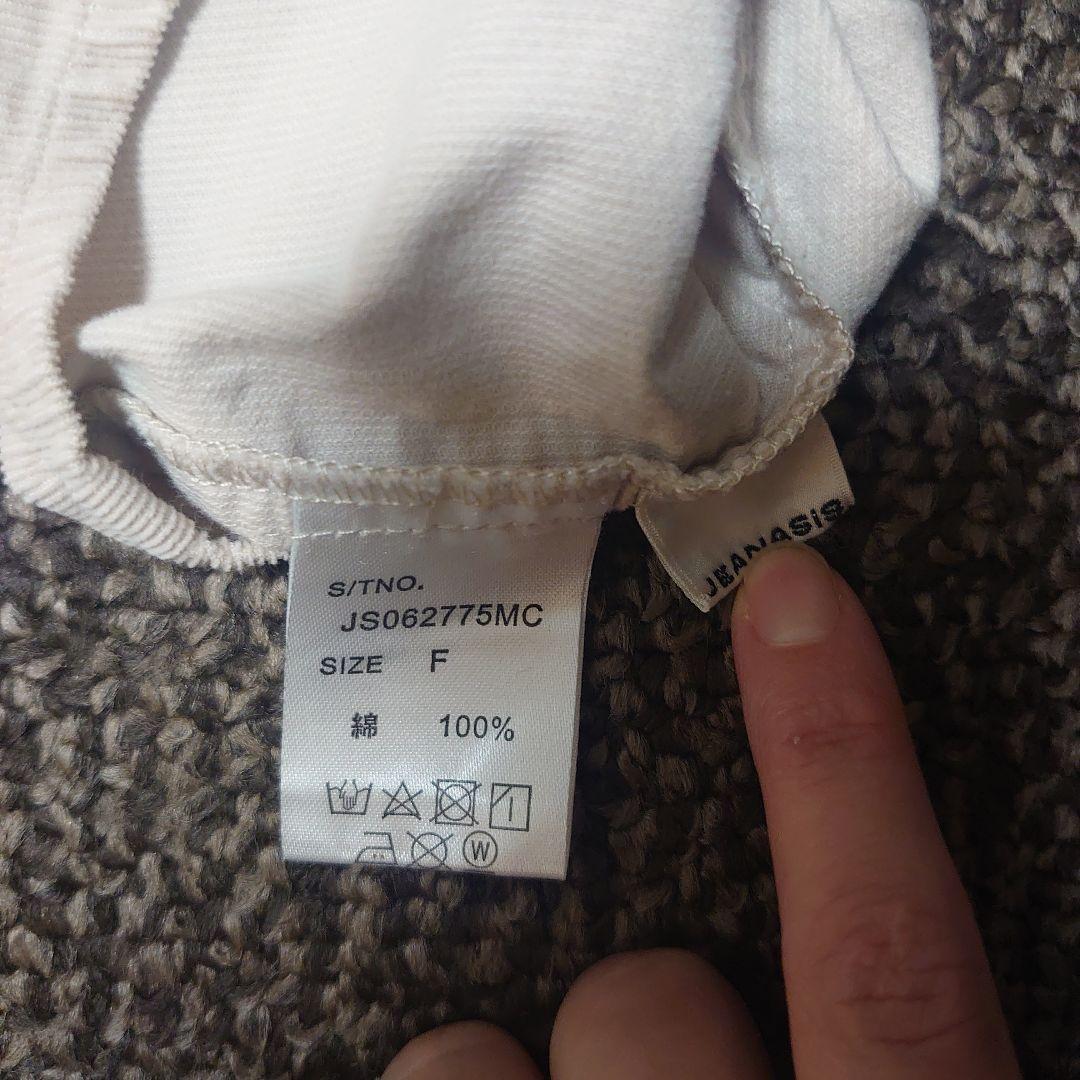 JEANASiS
S/TNO.
JS062775MC
SIZE F
綿 100%
W